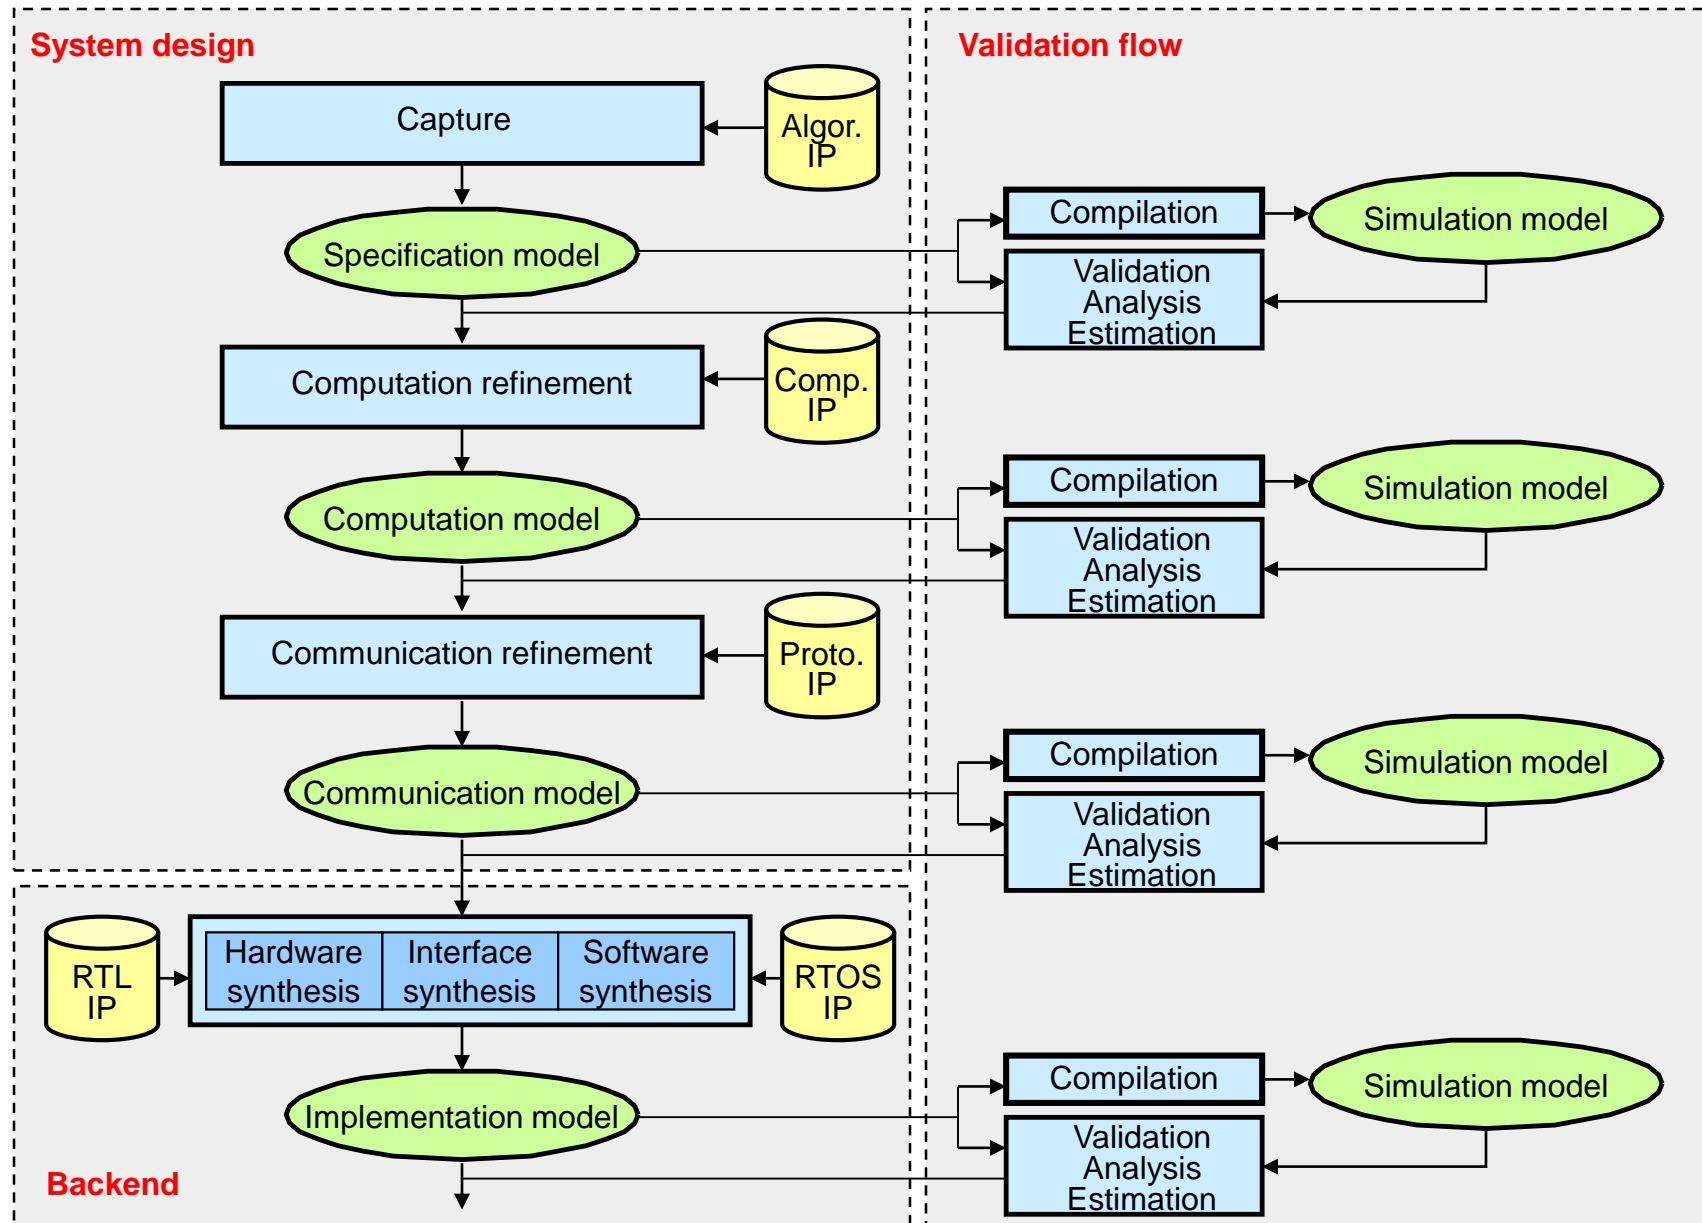 System design
Validation flow
Capture
Algor.
IP
Specification model
Compilation
Simulation model
Validation
Analysis
Estimation
Computation refinement
Comp.
IP
Computation model
Compilation
Simulation model
Validation
Analysis
Estimation
Communication refinement
Proto.
IP
Communication model
Compilation
Simulation model
Validation
Analysis
Estimation
RTL
IP
Hardware
synthesis
Interface
synthesis
Software
synthesis
RTOS
IP
Implementation model
Compilation
Simulation model
Validation
Analysis
Estimation
Backend